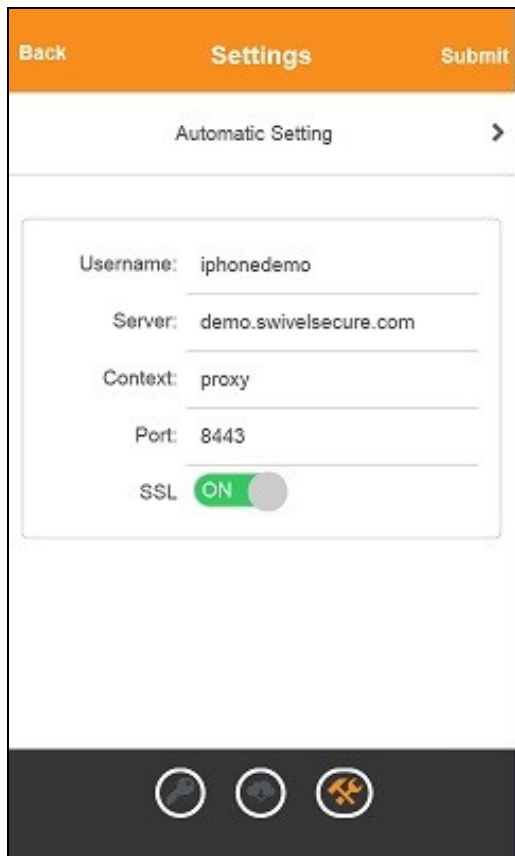 Back Settings Submit
Automatic Setting
Username: iphonedemo
Server: demo.swivelsecure.com
Context: proxy
Port: 8443
SSL ON